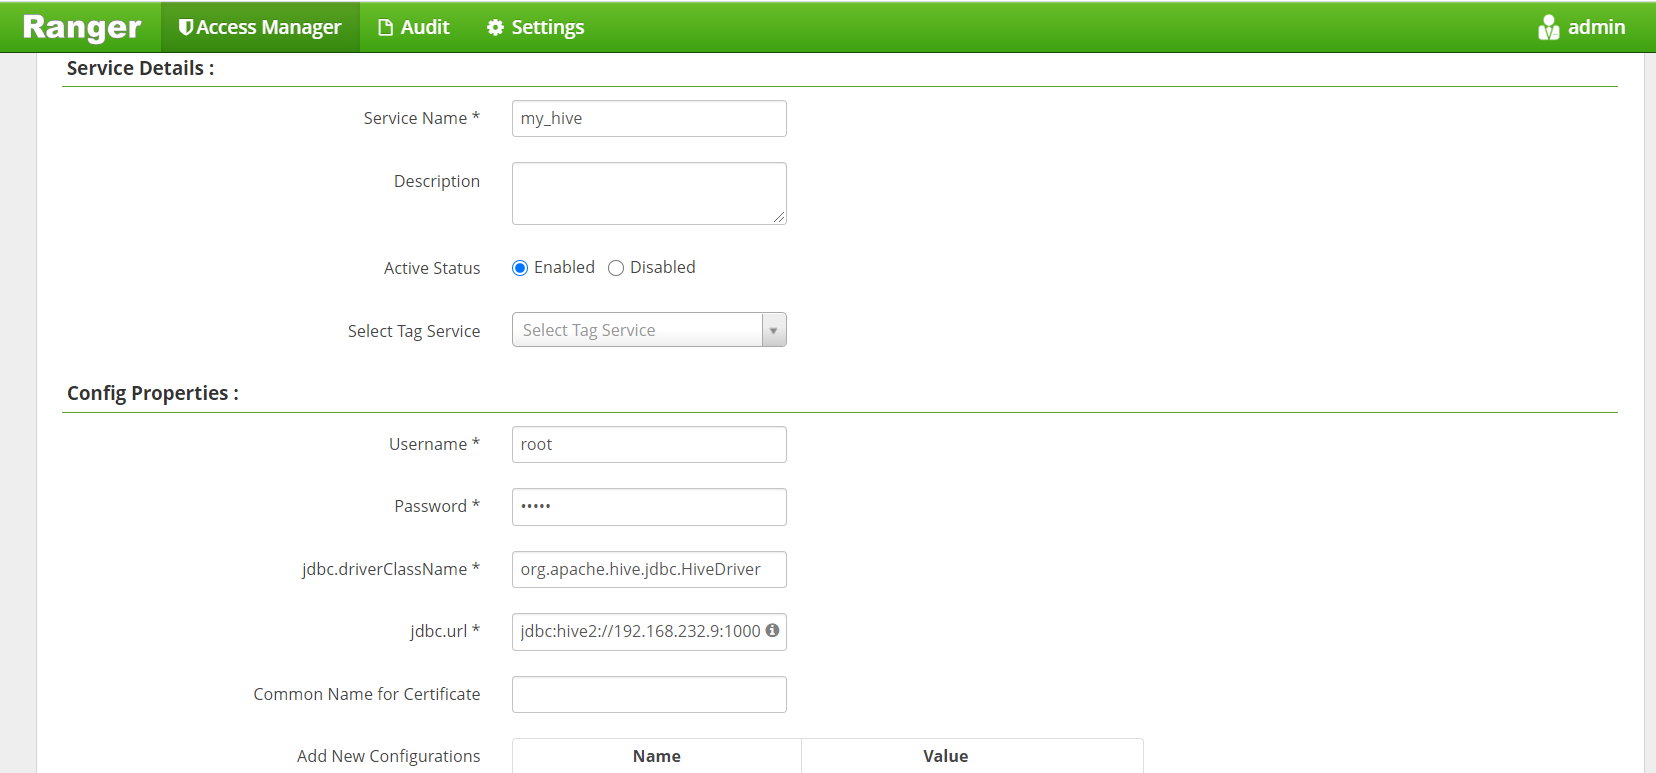 Ranger Access Manager Audit Settings admin
Service Details :
Service Name * my_hive
Description
Active Status Enabled Disabled
Select Tag Service Select Tag Service
Config Properties :
Username * root
Password * •••••
jdbc.driverClassName * org.apache.hive.jdbc.HiveDriver
jdbc.url * jdbc:hive2://192.168.232.9:1000
Common Name for Certificate
Add New Configurations Name Value